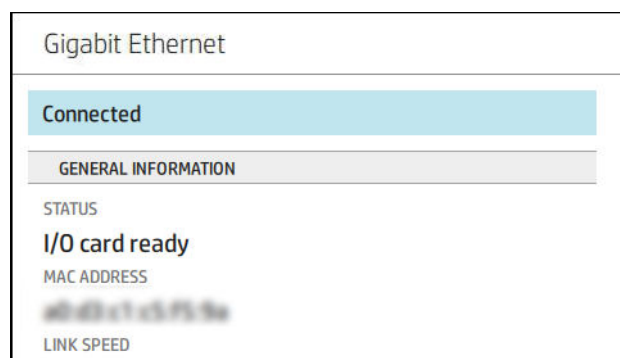 Gigabit Ethernet
Connected
GENERAL INFORMATION
STATUS
I/O card ready
MAC ADDRESS
LINK SPEED